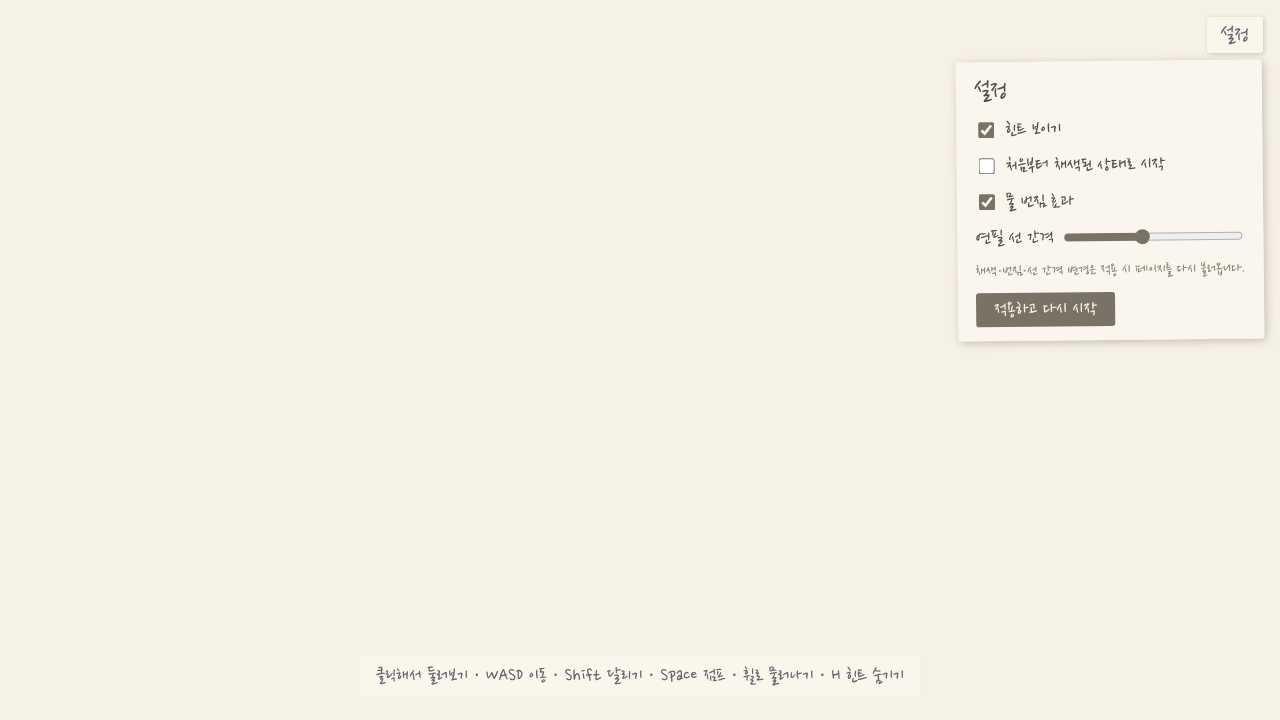 설정
설정
힌트 보이기
처음부터 채색된 상태로 시작
물 번짐 효과
연필 선 간격
채색·번짐·선 간격 변경은 적용 시 페이지를 다시 불러옵니다.
적용하고 다시 시작
클릭해서 둘러보기 · WASD 이동 · Shift 달리기 · Space 점프 · 휠로 물러나기 · H 힌트 숨기기